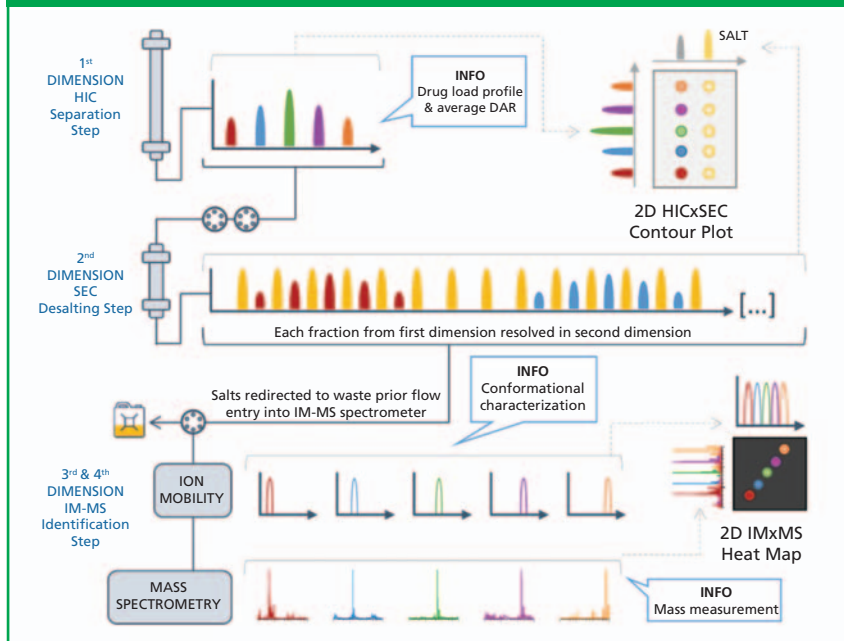 1st
DIMENSION
HIC
Separation
Step
INFO
Drug load profile
& average DAR
SALT
2D HICxSEC
Contour Plot
2nd
DIMENSION
SEC
Desalting Step
[...]
Each fraction from first dimension resolved in second dimension
Salts redirected to waste prior flow
entry into IM-MS spectrometer
INFO
Conformational
characterization
3rd & 4th
DIMENSION
IM-MS
Identification
Step
ION
MOBILITY
2D IMxMS
Heat Map
MASS
SPECTROMETRY
INFO
Mass measurement